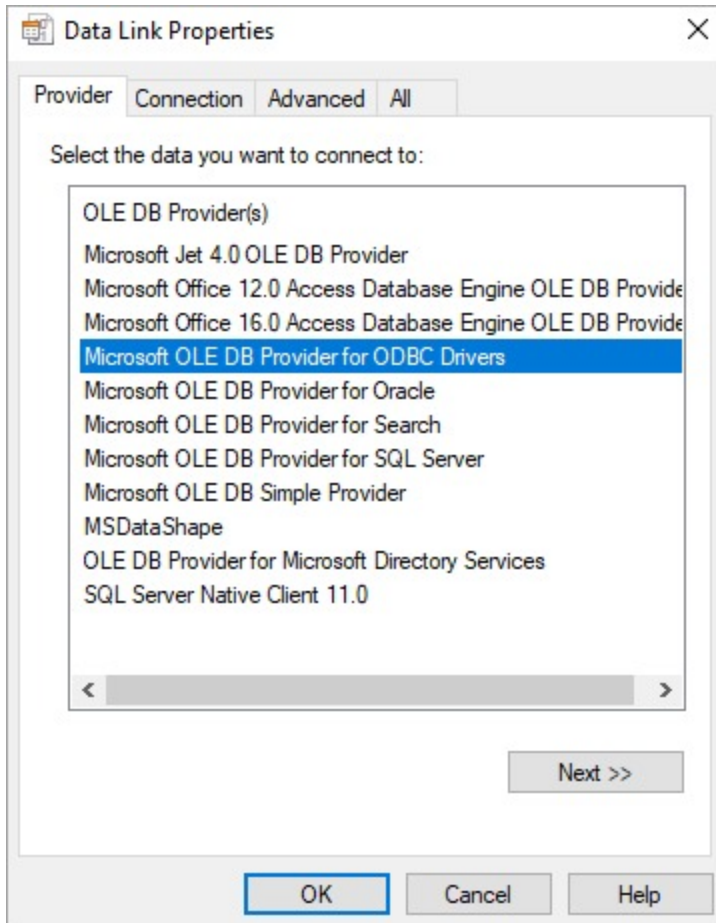 Data Link Properties
Provider Connection Advanced All
Select the data you want to connect to:
OLE DB Provider(s)
Microsoft Jet 4.0 OLE DB Provider
Microsoft Office 12.0 Access Database Engine OLE DB Provide
Microsoft Office 16.0 Access Database Engine OLE DB Provide
Microsoft OLE DB Provider for ODBC Drivers
Microsoft OLE DB Provider for Oracle
Microsoft OLE DB Provider for Search
Microsoft OLE DB Provider for SQL Server
Microsoft OLE DB Simple Provider
MSDataShape
OLE DB Provider for Microsoft Directory Services
SQL Server Native Client 11.0
Next >>
OK Cancel Help